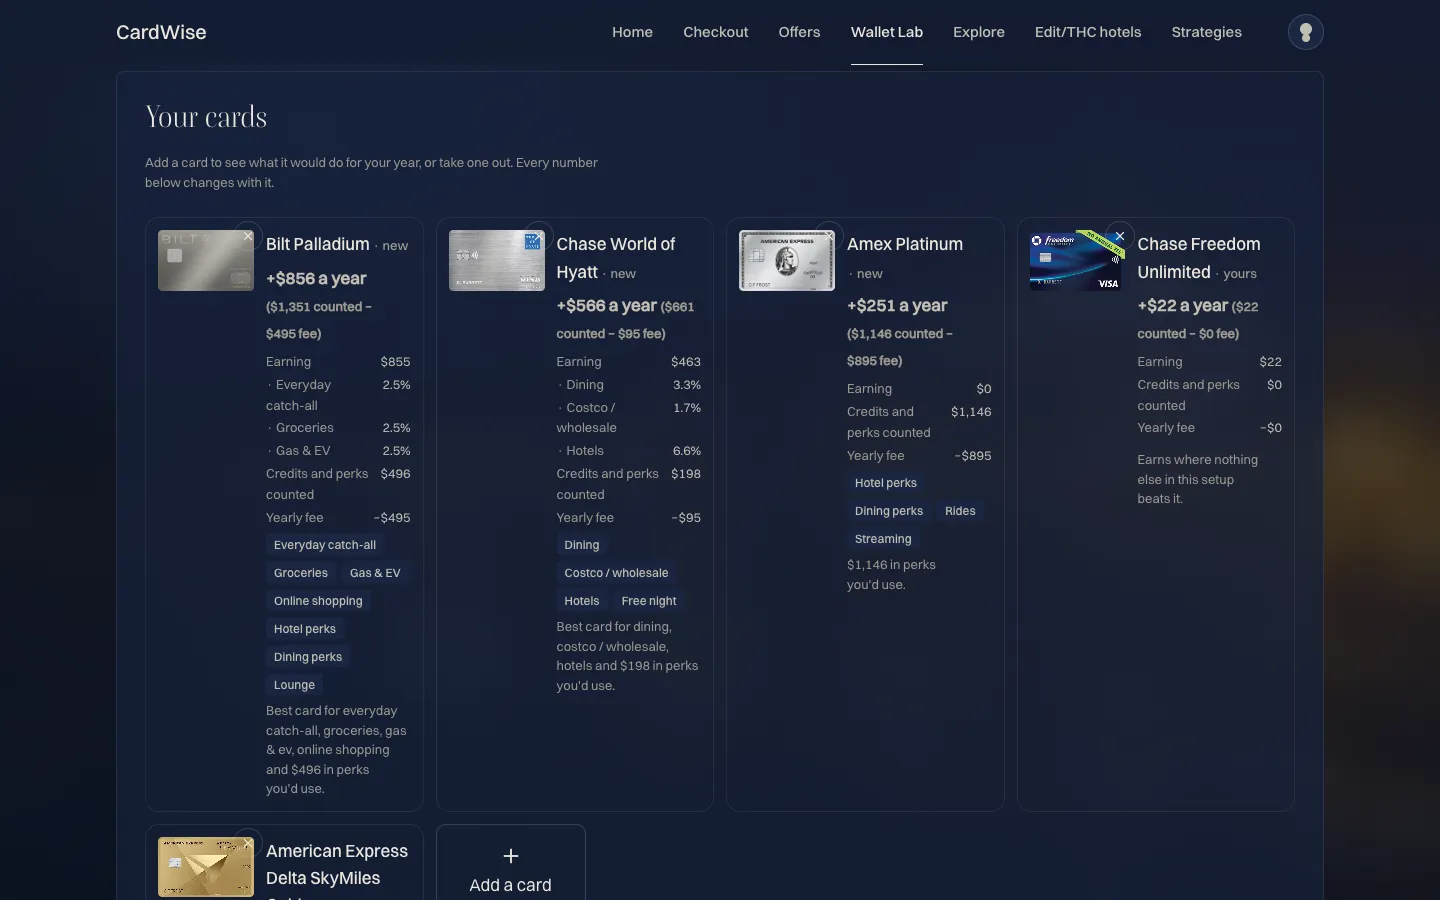 CardWise
Home
Checkout
Offers
Wallet Lab
Explore
Edit/THC hotels
Strategies
Your cards
Add a card to see what it would do for your year, or take one out. Every number
below changes with it.
BILT
Bilt Palladium · new
+$856 a year
($1,351 counted –
$495 fee)
Earning $855
· Everyday 2.5%
catch-all
· Groceries 2.5%
· Gas & EV 2.5%
Credits and perks $496
counted
Yearly fee –$495
Everyday catch-all
Groceries Gas & EV
Online shopping
Hotel perks
Dining perks
Lounge
Best card for everyday
catch-all, groceries, gas
& ev, online shopping
and $496 in perks
you'd use.
Chase World of
Hyatt · new
+$566 a year ($661
counted – $95 fee)
Earning $463
· Dining 3.3%
· Costco / 1.7%
wholesale
· Hotels 6.6%
Credits and perks $198
counted
Yearly fee –$95
Dining
Costco / wholesale
Hotels Free night
Best card for dining,
costco / wholesale,
hotels and $198 in perks
you'd use.
AMERICAN EXPRESS
C F FROST
Amex Platinum
· new
+$251 a year
($1,146 counted –
$895 fee)
Earning $0
Credits and $1,146
perks counted
Yearly fee –$895
Hotel perks
Dining perks Rides
Streaming
$1,146 in perks
you'd use.
freedom
VISA
Chase Freedom
Unlimited · yours
+$22 a year ($22
counted – $0 fee)
Earning $22
Credits and perks $0
counted
Yearly fee –$0
Earns where nothing
else in this setup
beats it.
American Express
Delta SkyMiles
+
Add a card